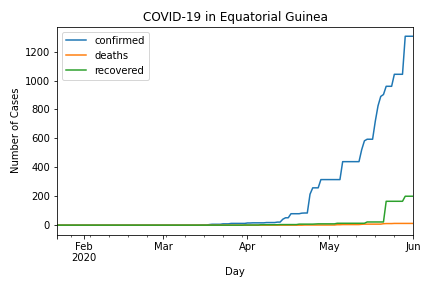 COVID-19 in Equatorial Guinea
confirmed
deaths
recovered
Number of Cases
1200
1000
800
600
400
200
0
Feb
2020
Mar
Apr
May
Jun
Day